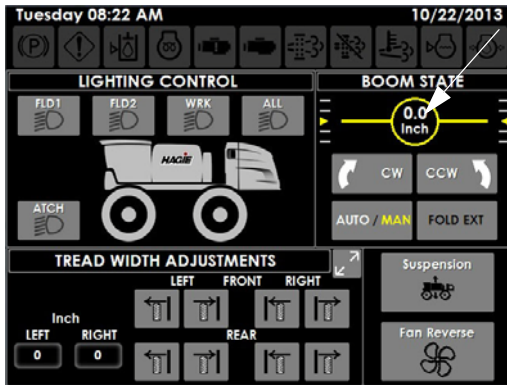 Tuesday 08:22 AM 10/22/2013
(P)
LIGHTING CONTROL
FLD1 FLD2 WRK ALL
HAGIE
ATCH
BOOM STATE
0.0
Inch
CW CCW
AUTO / MAN FOLD EXT
TREAD WIDTH ADJUSTMENTS
LEFT FRONT RIGHT
Inch
LEFT RIGHT
0 0
REAR
Suspension
Fan Reverse